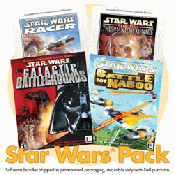 STAR WARS
RACER
STAR WARS
STAR WARS
GALACTIC
BATTLEGROUNDS
STAR WARS
BATTLE
FOR NABOO
Star Wars Pack
Software bundles shipped in promotional packaging, available only with Dell purchase.